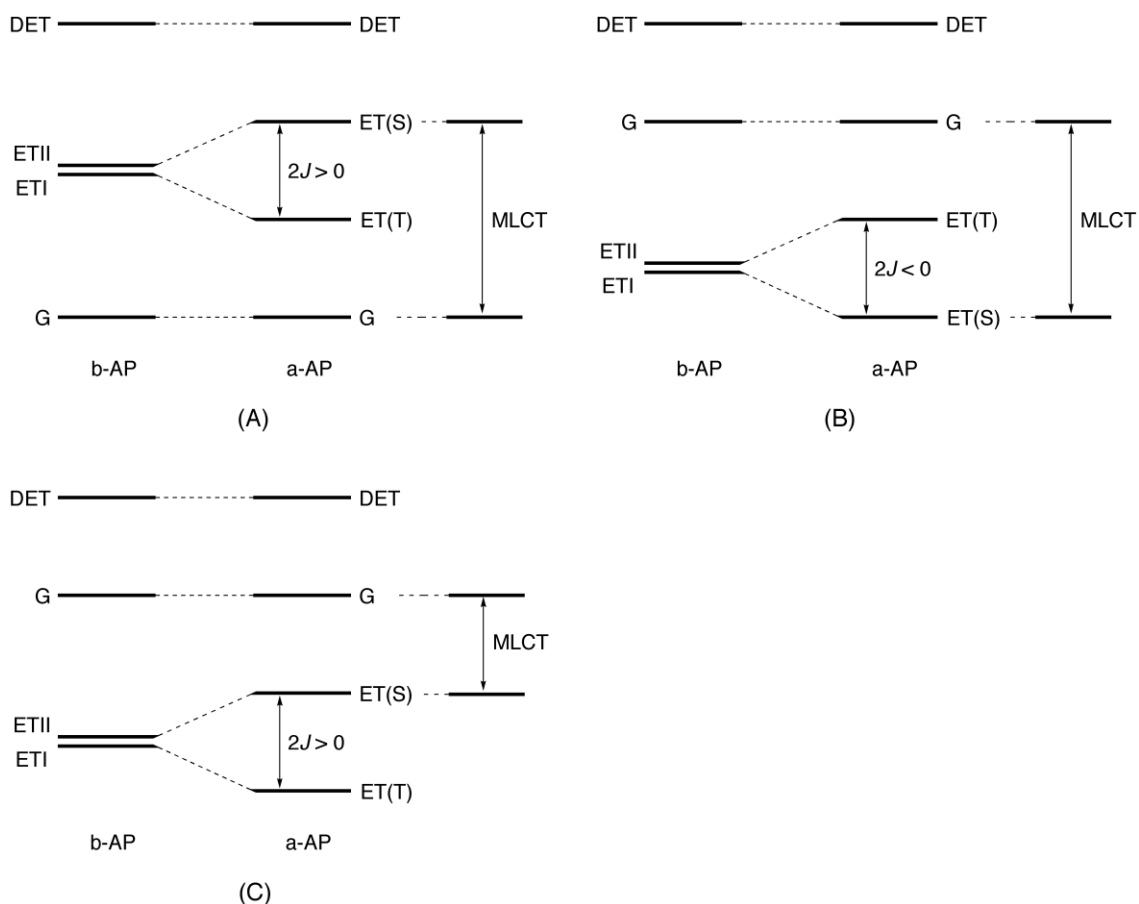 DET DET
ETII ET(S)
ETI 2J > 0 MLCT
ET(T)
G G
b-AP a-AP
(A)
DET DET
G G
ET(T) MLCT
ETII
ETI 2J < 0
ET(S)
b-AP a-AP
(B)
DET DET
G G
MLCT
ET(S)
ETII
ETI 2J > 0
ET(T)
b-AP a-AP
(C)